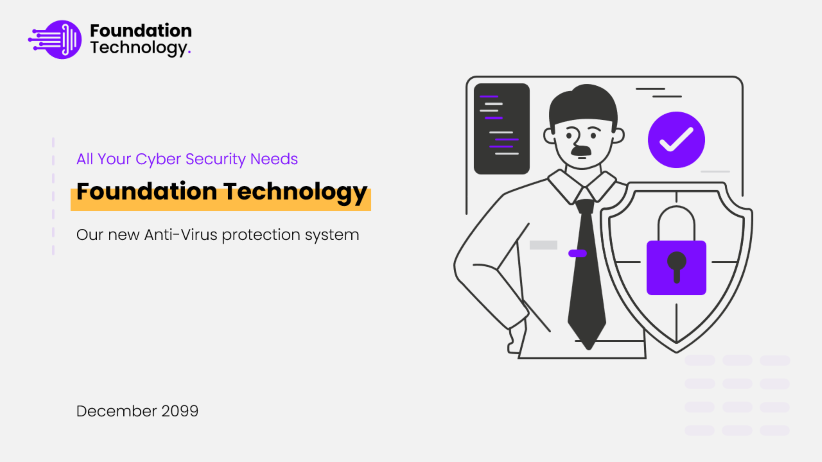 Foundation
Technology.
All Your Cyber Security Needs
Foundation Technology
Our new Anti-Virus protection system
December 2099